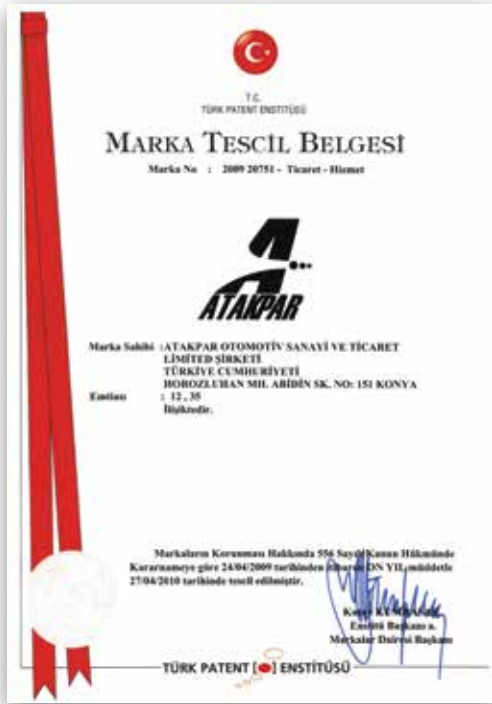 T.C.
TÜRK PATENT ENSTİTÜSÜ
MARKA TESCİL BELGESİ
Marka No : 2009 20751 - Ticaret - Hizmet
ATAKPAR
Marka Sahibi : ATAKPAR OTOMOTİV SANAYİ VE TİCARET
LİMİTED ŞİRKETİ
TÜRKİYE CUMHURİYETİ
HOROZLUHAN MH. ABİDİN SK. NO: 151 KONYA
Emtiası : 12 , 35
İlişiktedir.
Markaların Korunması Hakkında 556 Sayılı Kanun Hükmünde
Kararnameye göre 24/04/2009 tarihinden itibaren ON YIL müddetle
27/04/2010 tarihinde tescil edilmiştir.
Enstitü Başkanı a.
Markalar Dairesi Başkanı
TÜRK PATENT ENSTİTÜSÜ